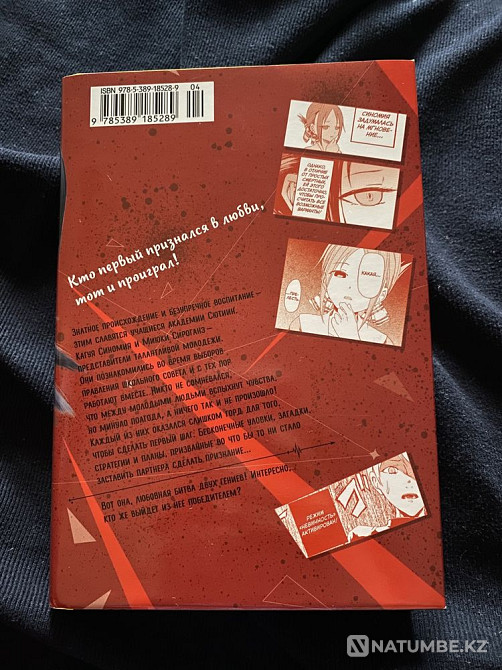 ISBN 978-5-389-18528-9
04
9 785389 185289
СИНОМИЯ
ЗАДУМАЛАСЬ
НА МГНОВЕ-
НИЕ...
ОДНАКО,
В ОТЛИЧИЕ
ОТ ПРОСТЫХ
СМЕРТНЫХ,
ЕЙ ЭТОГО
ДОСТАТОЧНО,
ЧТОБЫ ПРО-
СЧИТАТЬ ВСЕ
ВОЗМОЖНЫЕ
ВАРИАНТЫ!
Кто первый признался в любви,
тот и проиграл!
КАКАЯ...
ПРЕ-
ЛЕСТЬ.
Знатное происхождение и безупречное воспитание –
этим славятся учащиеся академии Сютиин.
Кагуя Синомия и Миюки Сироганэ –
представители талантливой молодежи.
Они познакомились во время выборов
правления школьного совета и с тех пор
работают вместе. Никто не сомневался,
что между молодыми людьми вспыхнут чувства,
но минуло полгода, а ничего так и не произошло!
Каждый из них оказался слишком горд для того,
чтобы сделать первый шаг. Бесконечные уловки, загадки,
стратегии и планы, призванные во что бы то ни стало
заставить партнера сделать признание...
Вот она, любовная битва двух гениев! Интересно,
кто же выйдет из нее победителем?
РЕЖИМ
«НЕВИННОСТЬ»
АКТИВИРОВАН!
NATUMBE.KZ